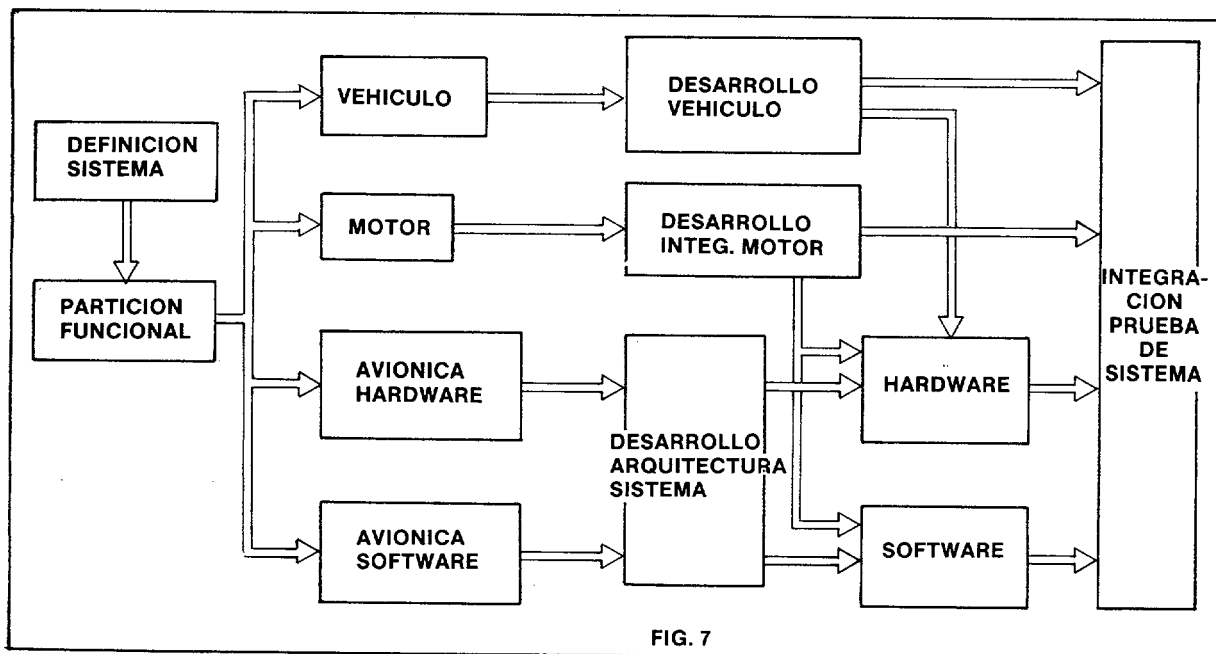 DEFINICION
SISTEMA
PARTICION
FUNCIONAL
VEHICULO
MOTOR
AVIONICA
HARDWARE
AVIONICA
SOFTWARE
DESARROLLO
VEHICULO
DESARROLLO
INTEG. MOTOR
DESARROLLO
ARQUITECTURA
SISTEMA
HARDWARE
SOFTWARE
INTEGRA-
CION
PRUEBA
DE
SISTEMA
FIG. 7